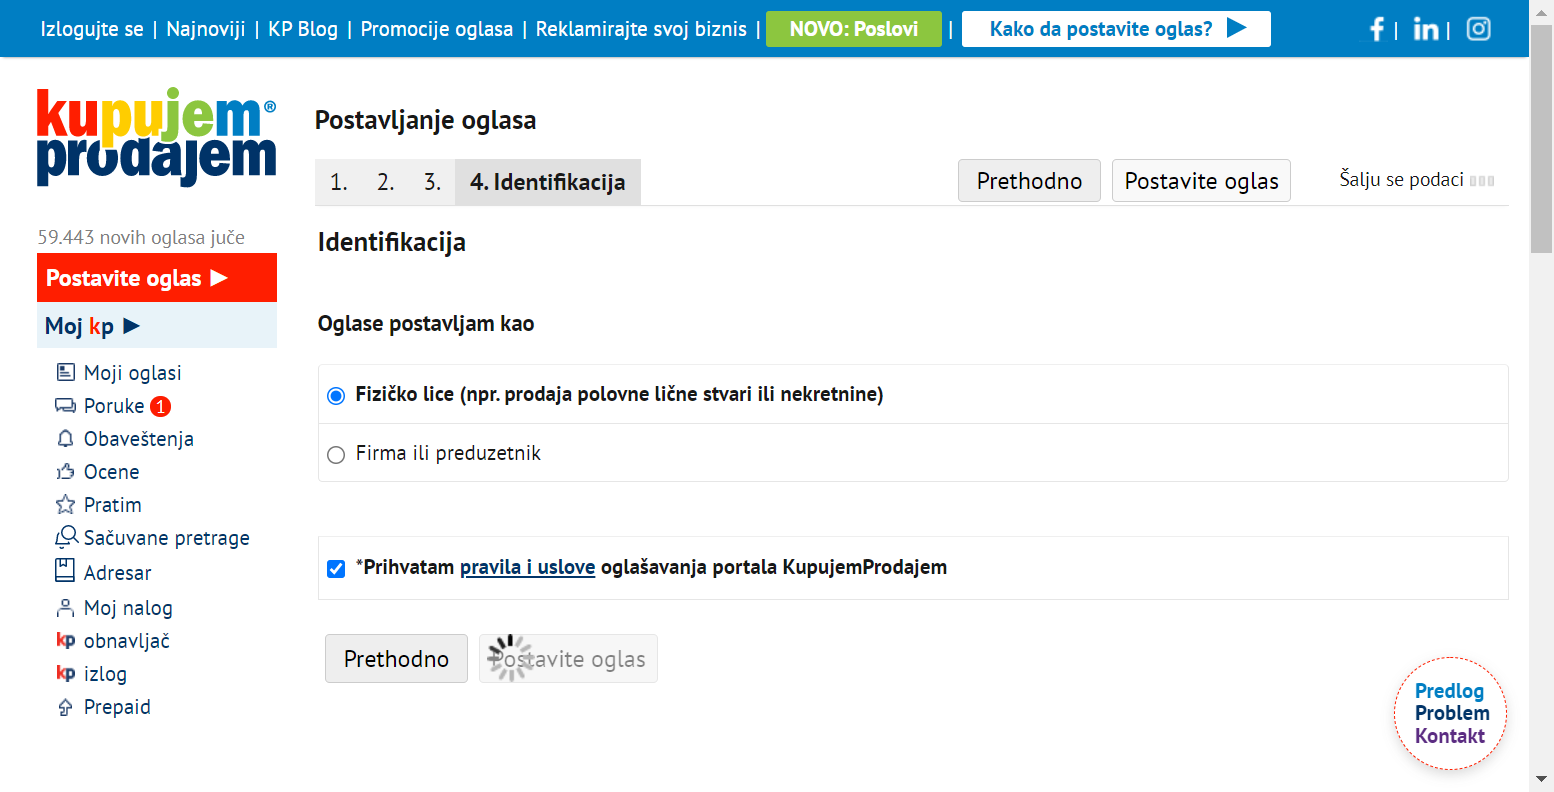 Izlogujte se | Najnoviji | KP Blog | Promocije oglasa | Reklamirajte svoj biznis | NOVO: Poslovi | Kako da postavite oglas? ▶ | |
kupujem®
prodajem
Postavljanje oglasa
1. 2. 3. 4. Identifikacija Prethodno Postavite oglas Šalju se podaci
59.443 novih oglasa juče
Postavite oglas ▶
Moj kp ▶
Moji oglasi
Poruke 1
Obaveštenja
Ocene
Pratim
Sačuvane pretrage
Adresar
Moj nalog
kp obnavljač
kp izlog
Prepaid
Identifikacija
Oglase postavljam kao
Fizičko lice (npr. prodaja polovne lične stvari ili nekretnine)
Firma ili preduzetnik
*Prihvatam pravila i uslove oglašavanja portala KupujemProdajem
Prethodno Postavite oglas
Predlog
Problem
Kontakt